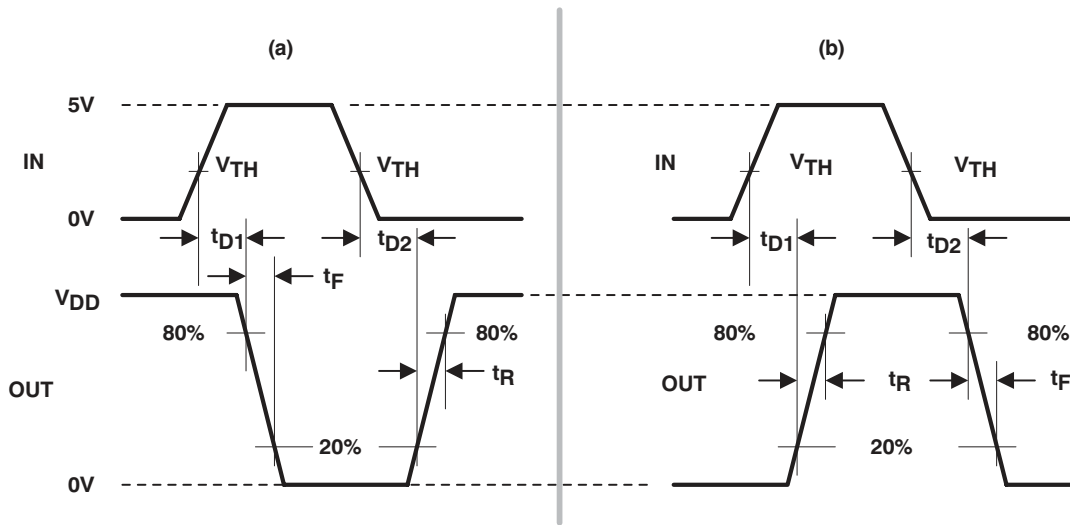 (a)
5V
IN
VTH
VTH
0V
tD1
tD2
tF
VDD
80%
80%
OUT
tR
20%
0V
(b)
IN
VTH
VTH
tD1
tD2
80%
80%
OUT
tR
tF
20%